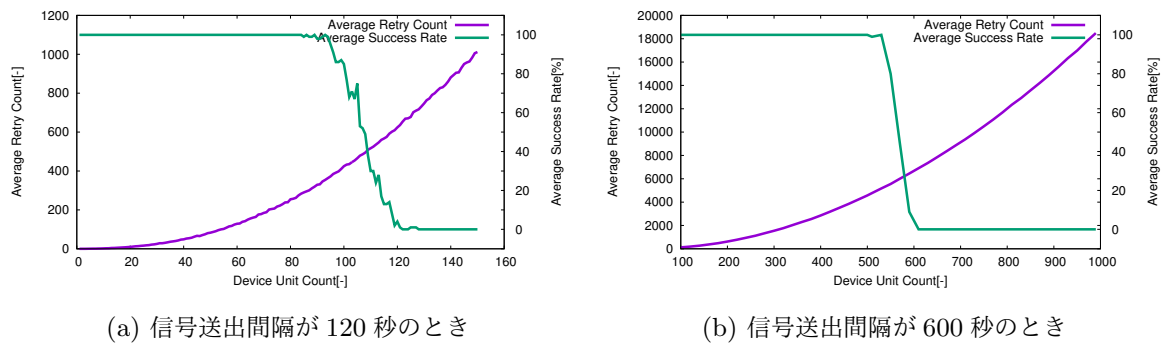 Average Retry Count
Average Success Rate
1200
1000
800
600
400
200
0
100
80
60
40
20
0
0 20 40 60 80 100 120 140 160
Average Retry Count[-]
Average Success Rate[%]
Device Unit Count[-]
(a) 信号送出間隔が 120 秒のとき
Average Retry Count
Average Success Rate
20000
18000
16000
14000
12000
10000
8000
6000
4000
2000
0
100
80
60
40
20
0
100 200 300 400 500 600 700 800 900 1000
Average Retry Count[-]
Average Success Rate[%]
Device Unit Count[-]
(b) 信号送出間隔が 600 秒のとき